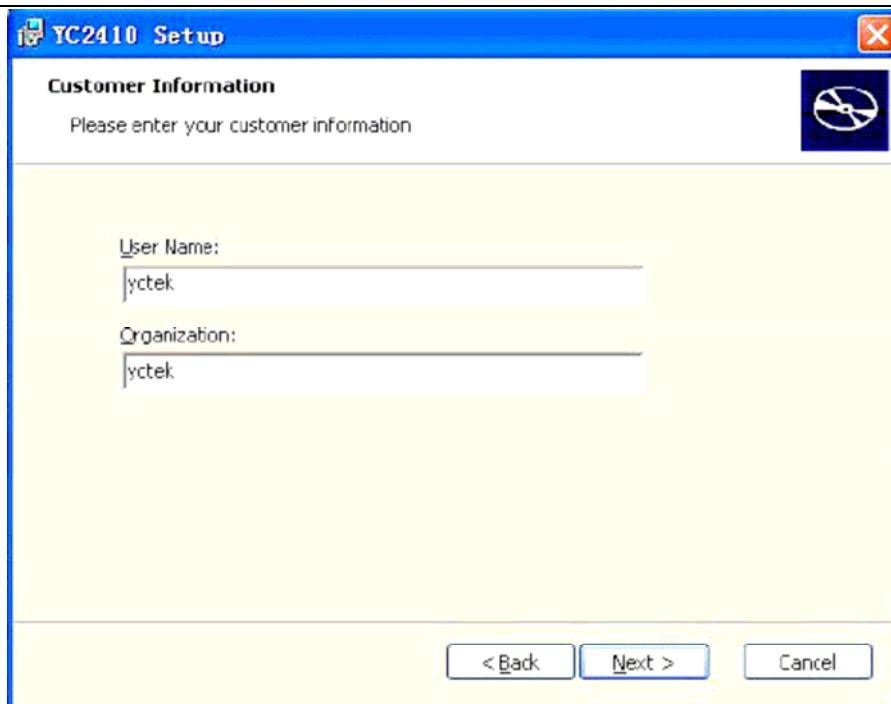 YC2410 Setup
Customer Information
Please enter your customer information
User Name:
yctek
Organization:
yctek
< Back Next > Cancel